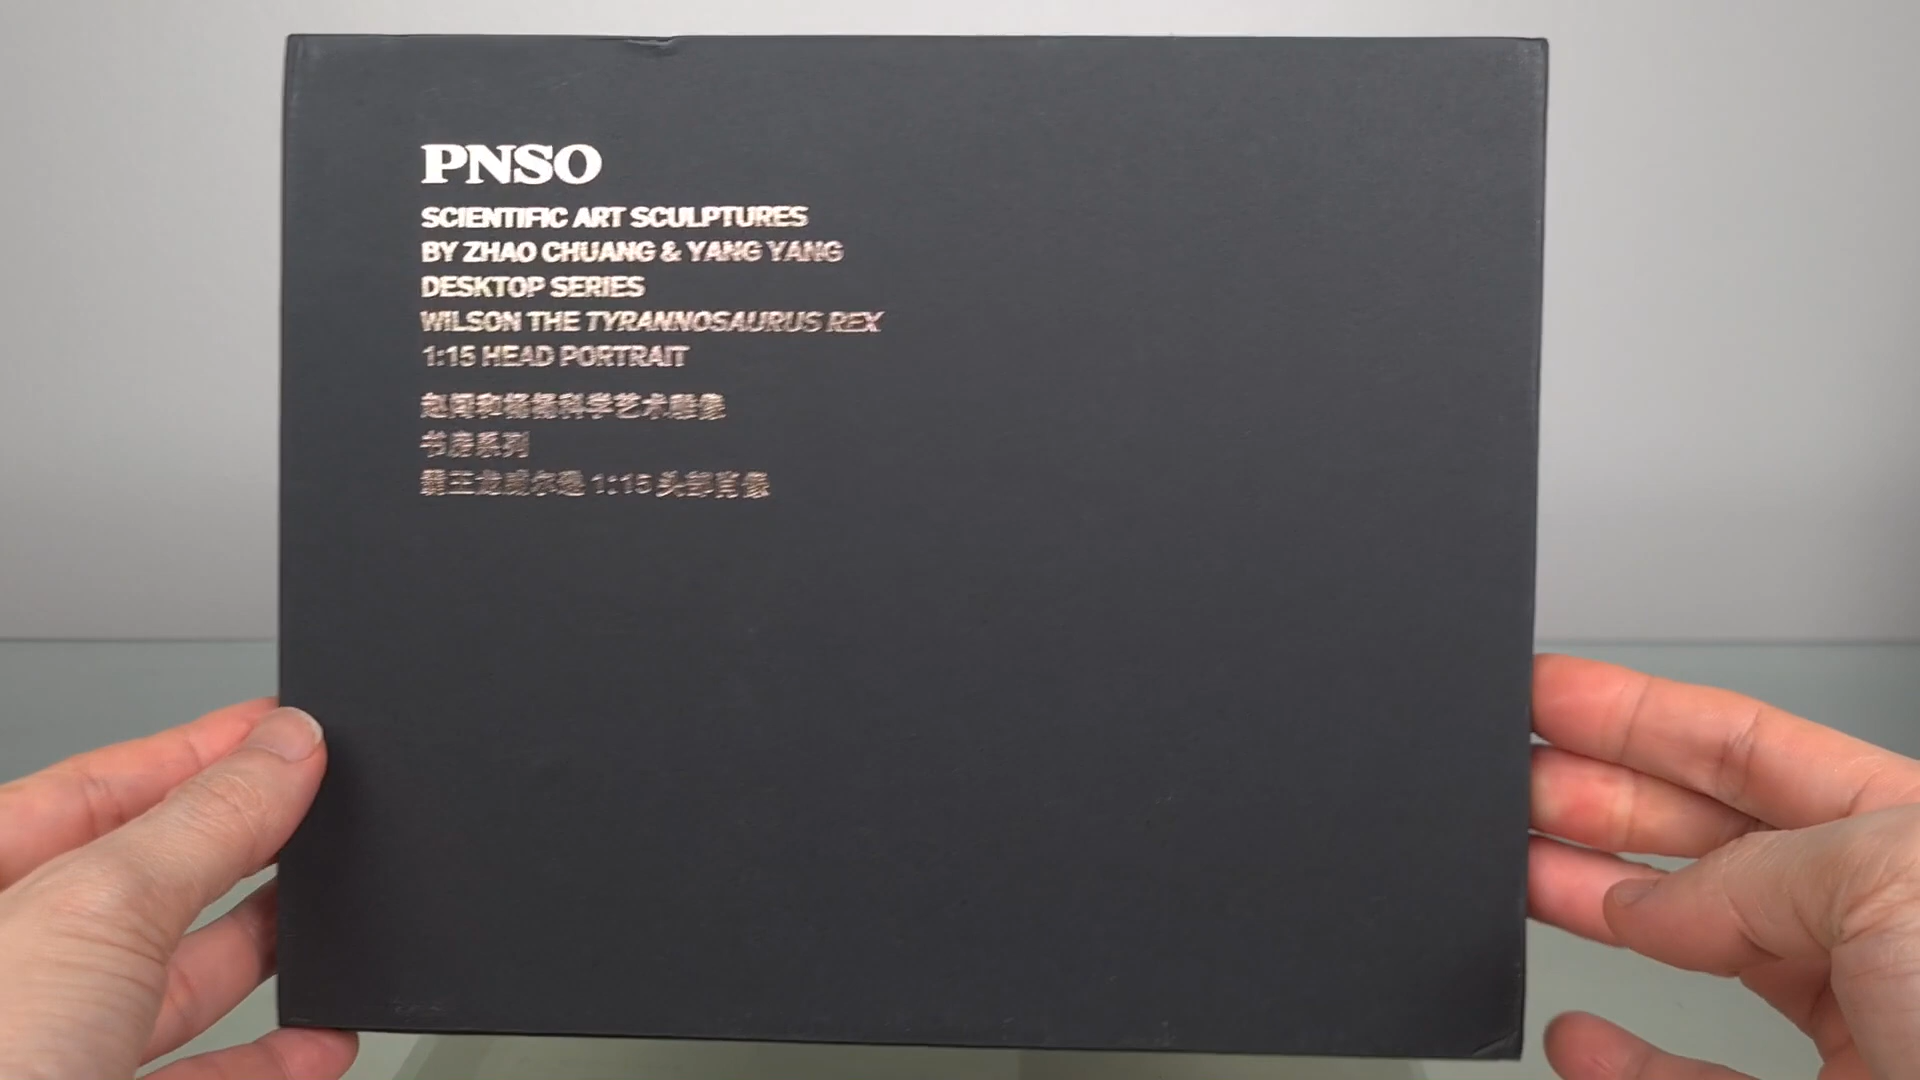 PNSO
SCIENTIFIC ART SCULPTURES
BY ZHAO CHUANG & YANG YANG
DESKTOP SERIES
WILSON THE TYRANNOSAURUS REX
1:15 HEAD PORTRAIT
赵闯和杨杨科学艺术雕像
书房系列
霸王龙威尔逊 1:15 头部肖像